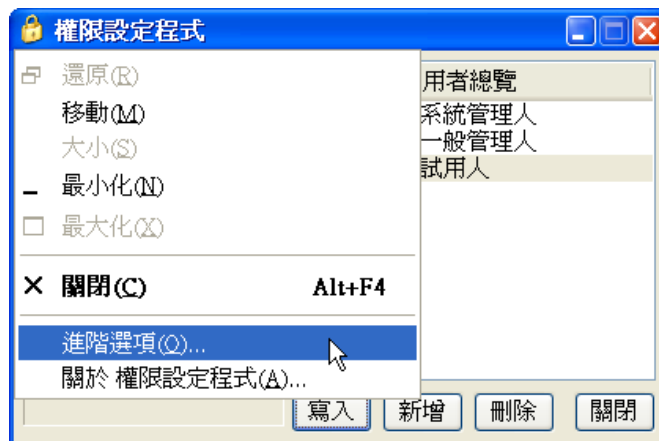 權限設定程式
還原(R)
移動(M)
大小(S)
最小化(N)
最大化(X)
關閉(C) Alt+F4
進階選項(O)...
關於 權限設定程式(A)...
用者總覽
系統管理人
一般管理人
試用人
寫入 新增 刪除 關閉